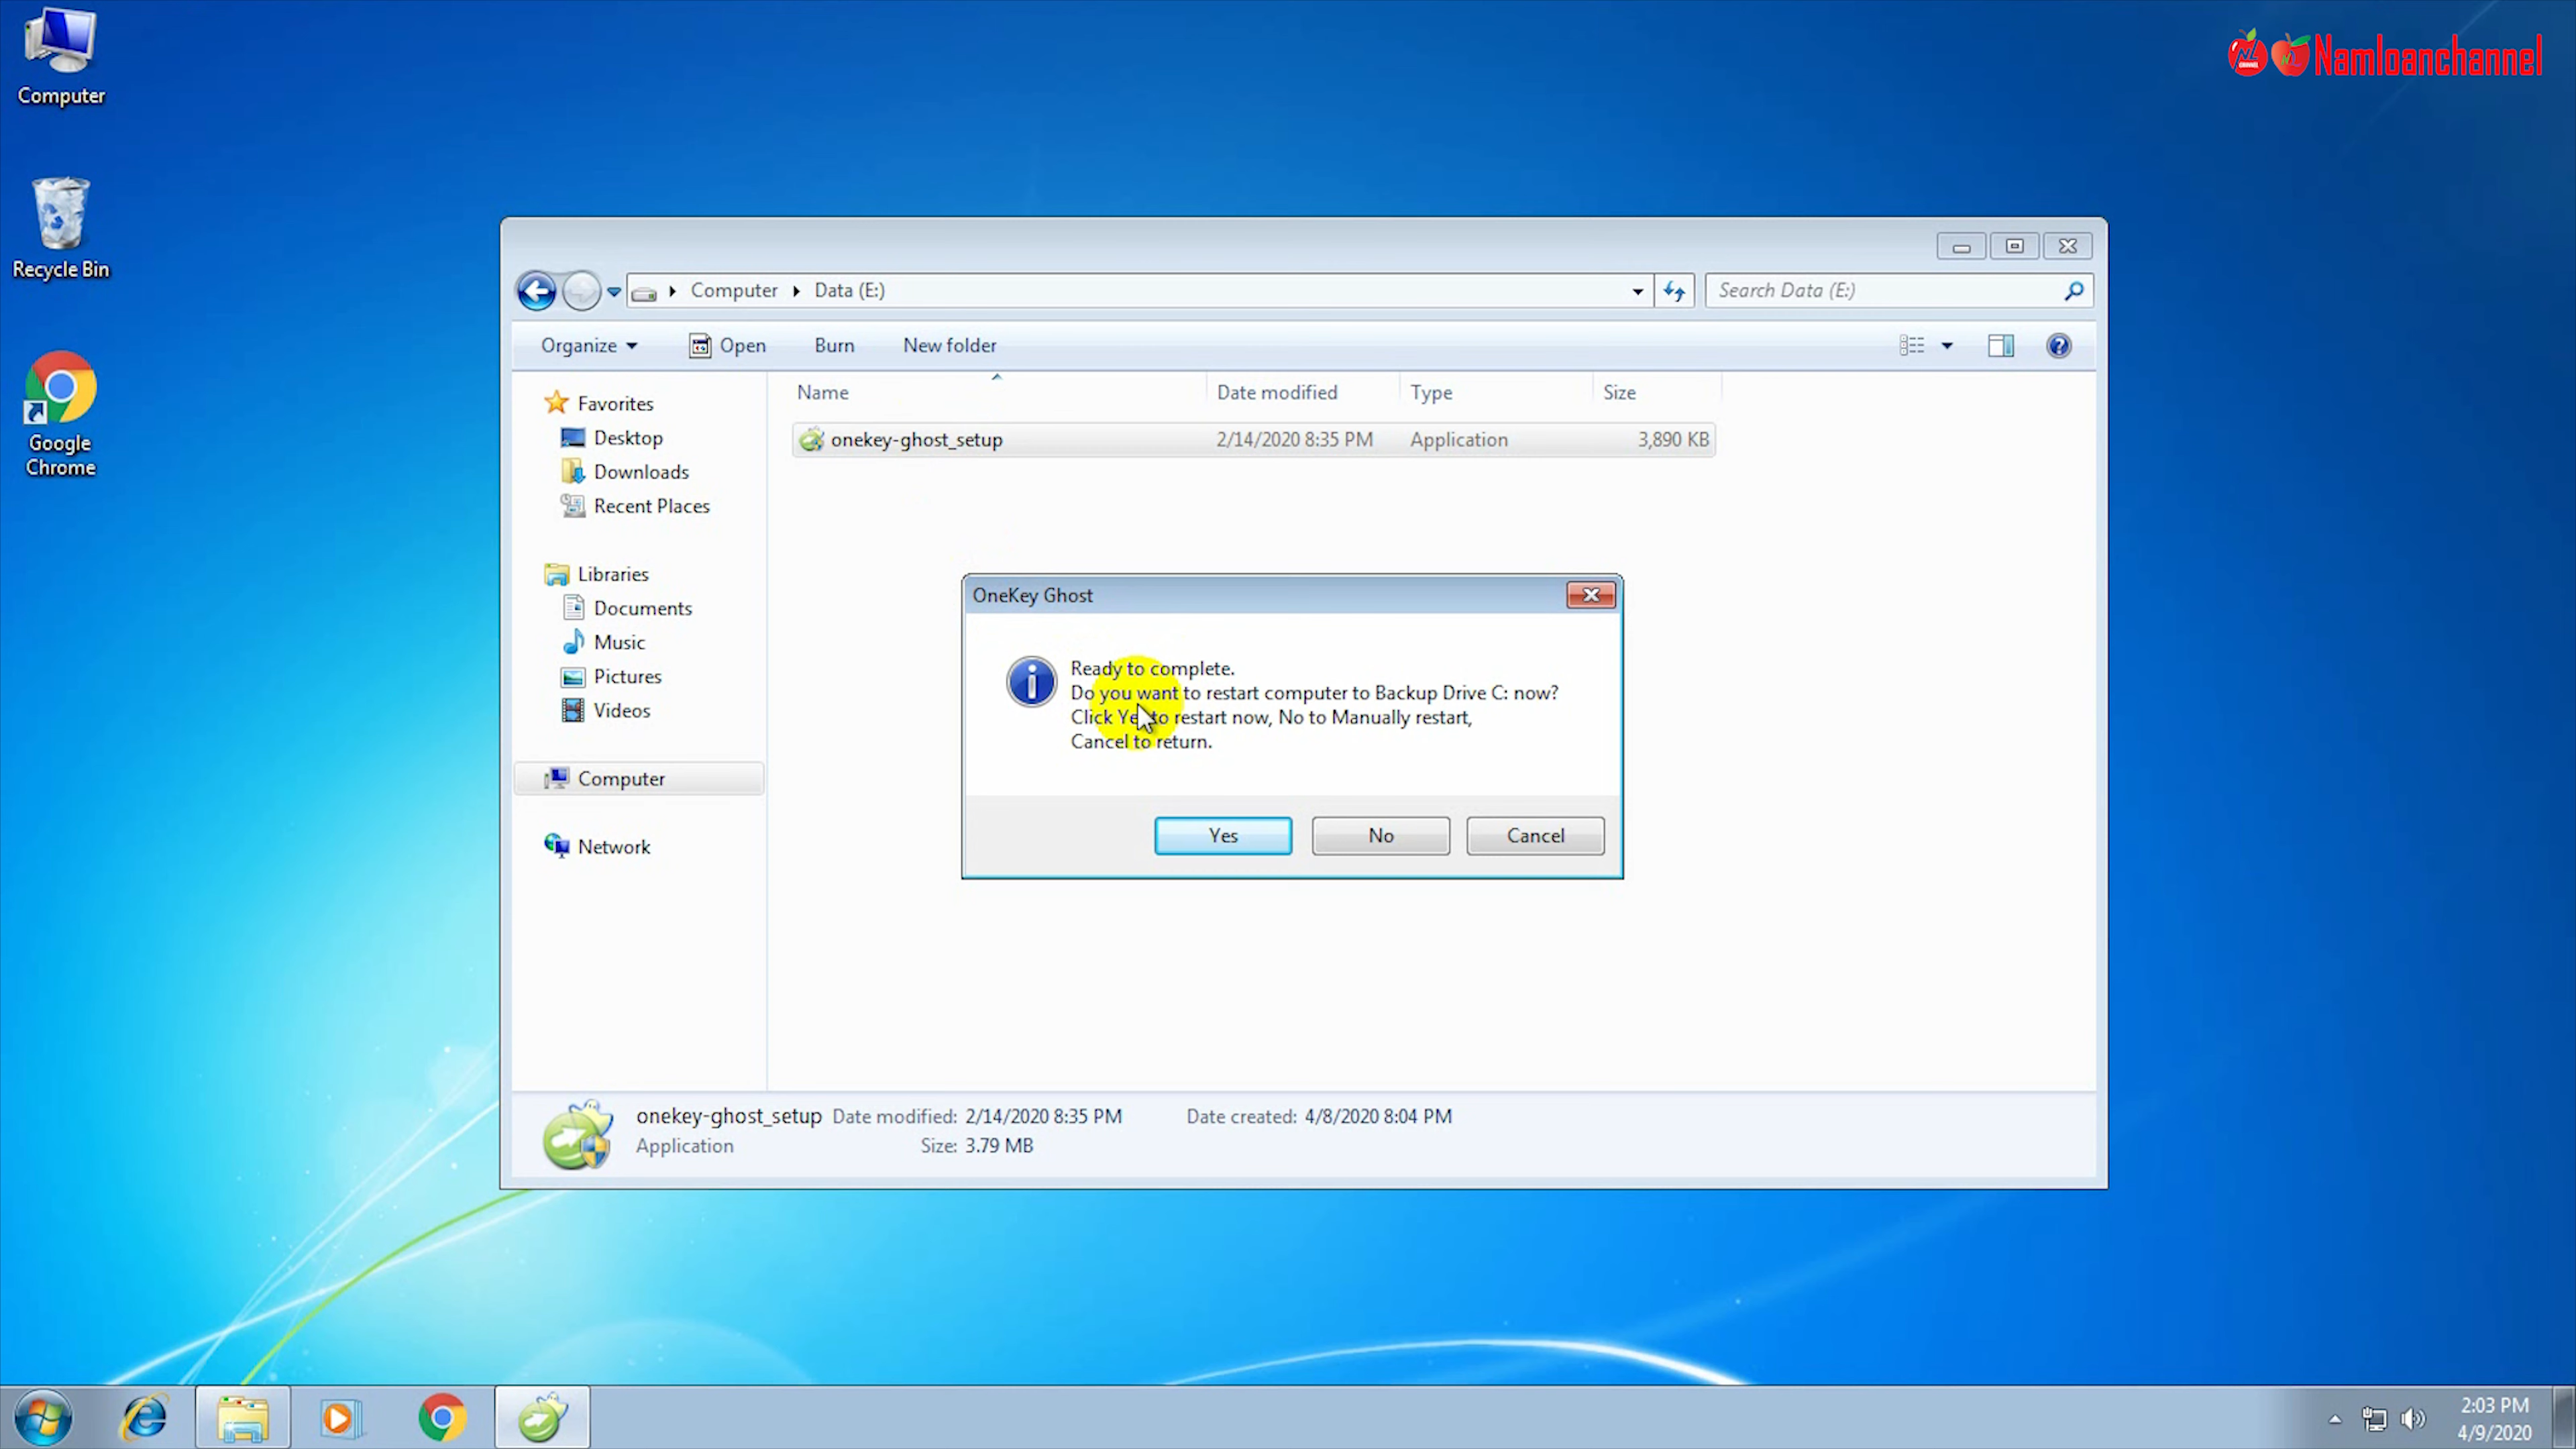 Computer
Recycle Bin
Google
Chrome
Namloanchannel
Computer Data (E:)
Search Data (E:)
Organize Open Burn New folder
Name Date modified Type Size
onekey-ghost_setup 2/14/2020 8:35 PM Application 3,890 KB
Favorites
Desktop
Downloads
Recent Places
Libraries
Documents
Music
Pictures
Videos
Computer
Network
OneKey Ghost
Ready to complete.
Do you want to restart computer to Backup Drive C: now?
Click Yes to restart now, No to Manually restart,
Cancel to return.
Yes No Cancel
onekey-ghost_setup Date modified: 2/14/2020 8:35 PM Date created: 4/8/2020 8:04 PM
Application Size: 3.79 MB
2:03 PM
4/9/2020